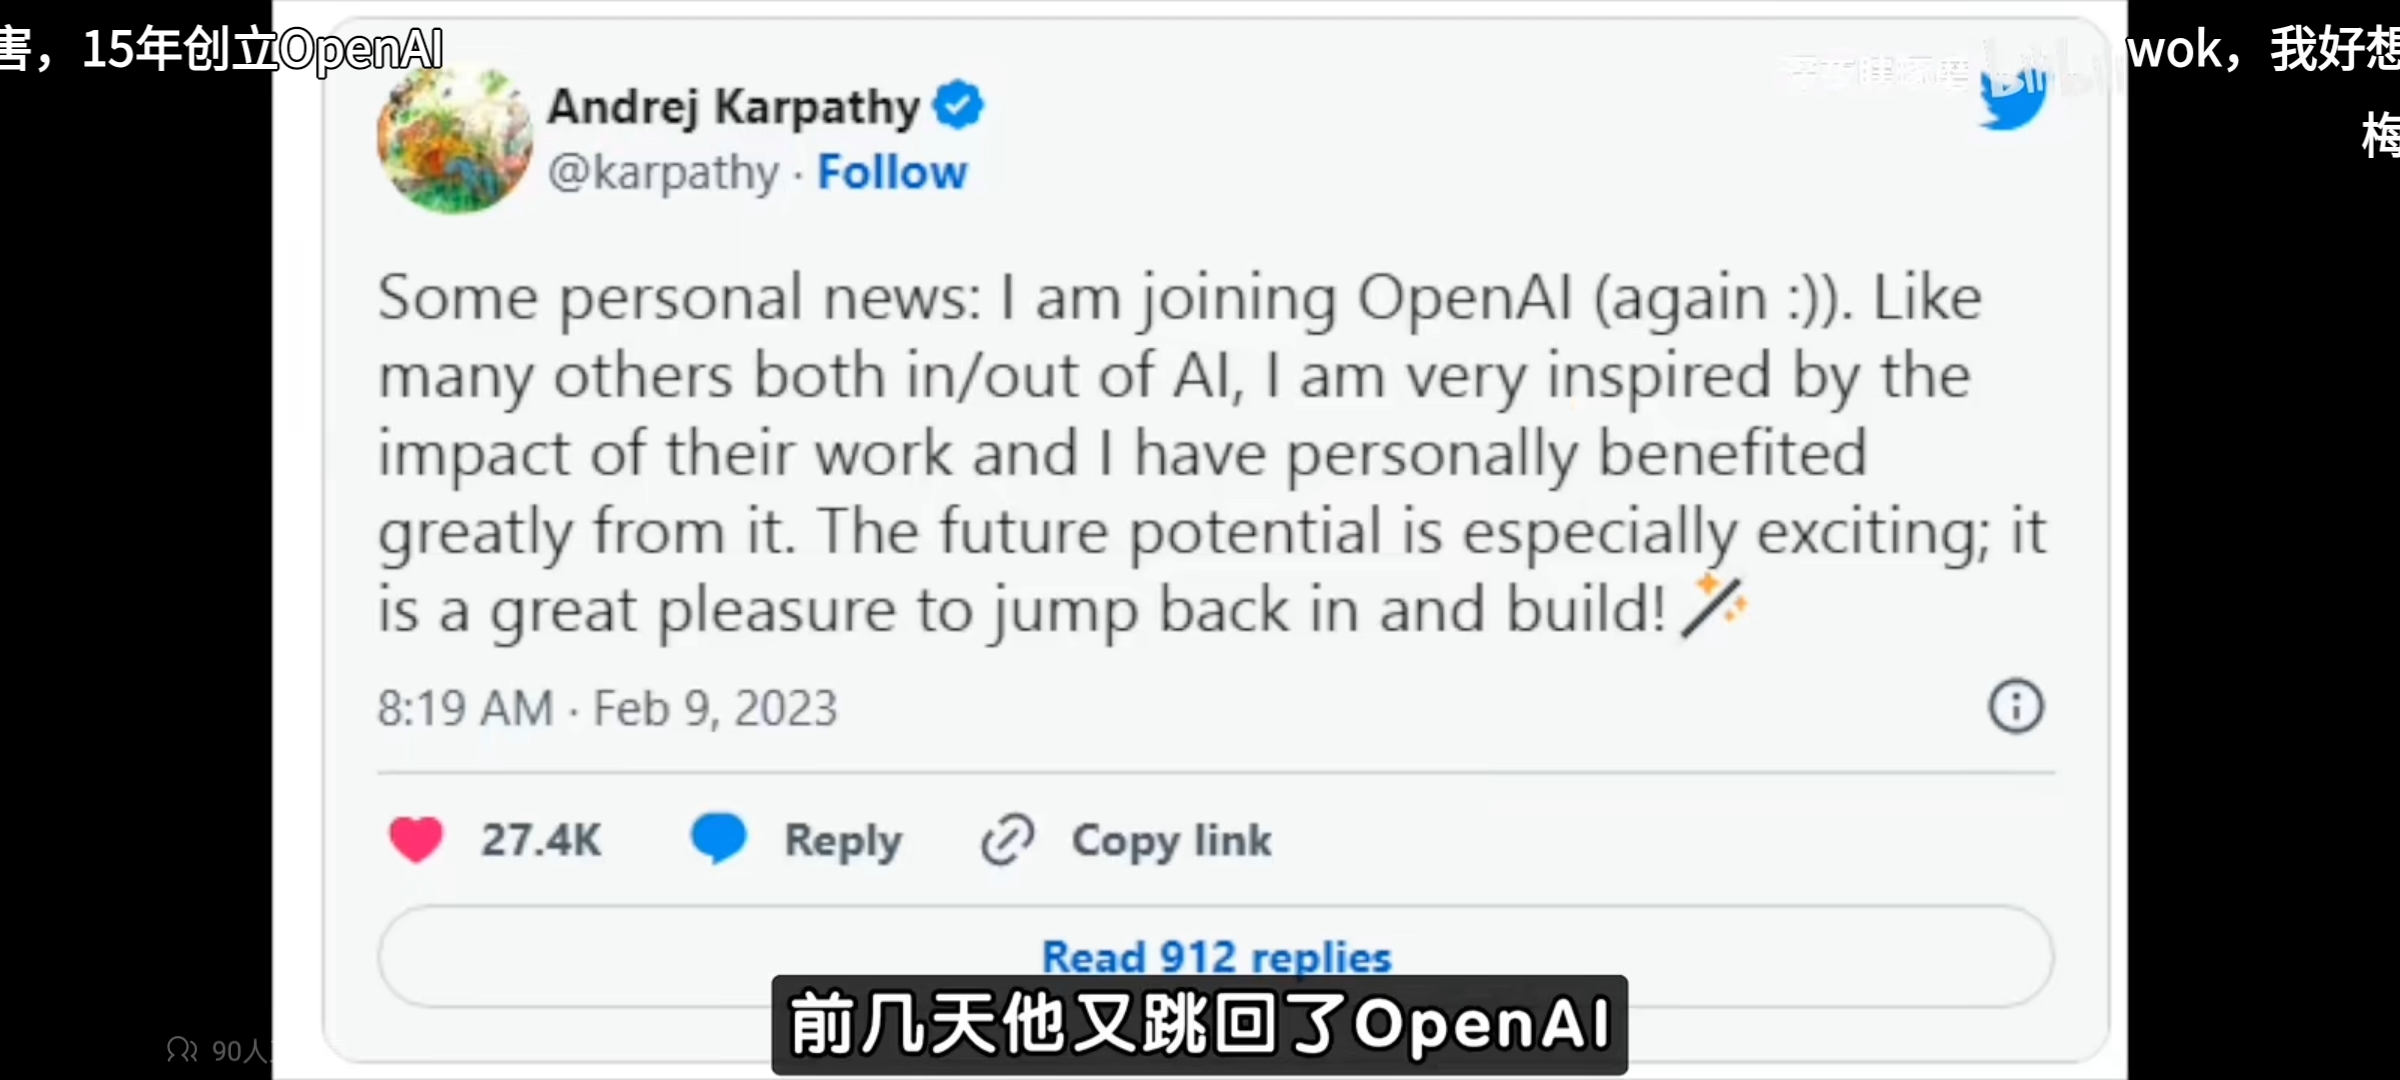 害，15年创立OpenAI
wok，我好想
梅
Andrej Karpathy
@karpathy · Follow
Some personal news: I am joining OpenAI (again :)). Like
many others both in/out of AI, I am very inspired by the
impact of their work and I have personally benefited
greatly from it. The future potential is especially exciting; it
is a great pleasure to jump back in and build!
8:19 AM · Feb 9, 2023
27.4K Reply Copy link
Read 912 replies
前几天他又跳回了OpenAI
90人